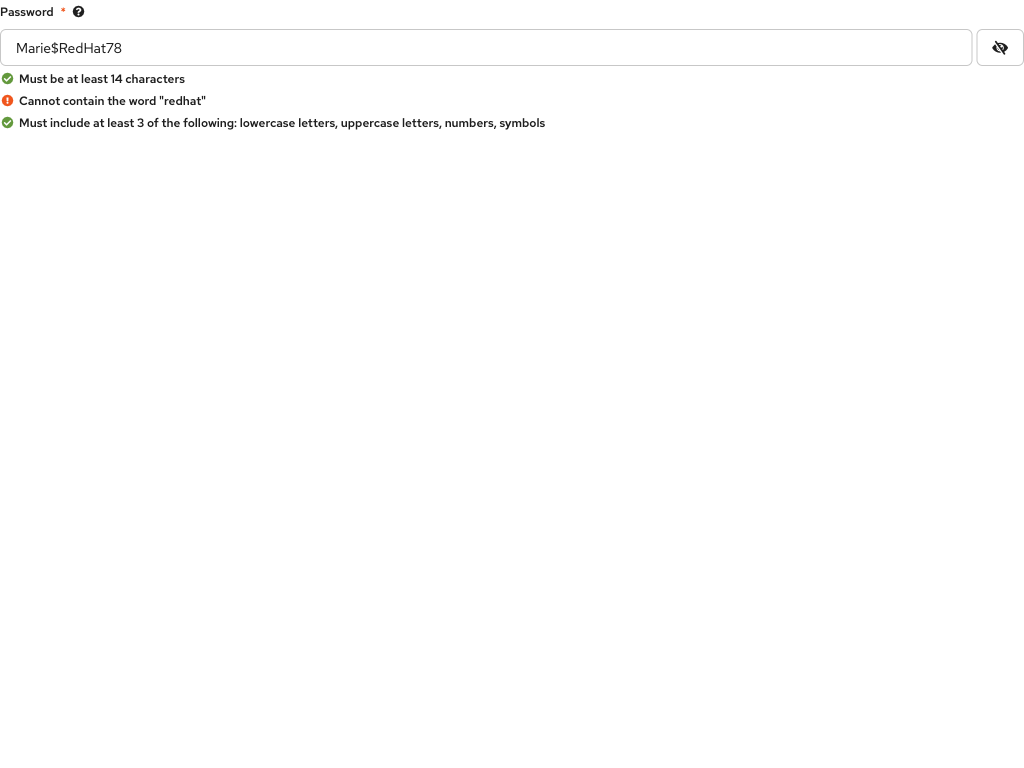 Password *
Marie$RedHat78
Must be at least 14 characters
Cannot contain the word "redhat"
Must include at least 3 of the following: lowercase letters, uppercase letters, numbers, symbols